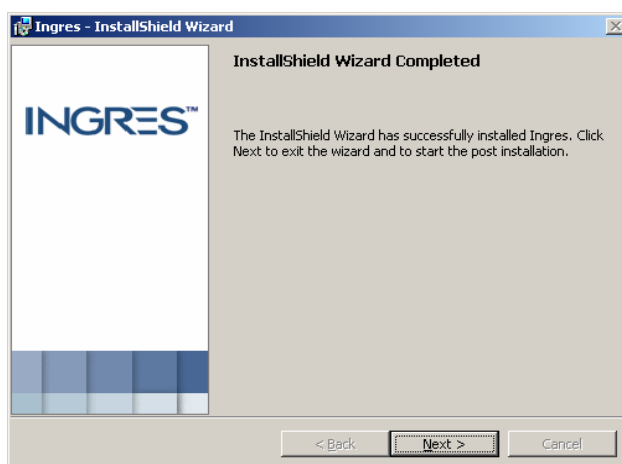 Ingres - InstallShield Wizard
InstallShield Wizard Completed
INGRES™
The InstallShield Wizard has successfully installed Ingres. Click
Next to exit the wizard and to start the post installation.
< Back
Next >
Cancel